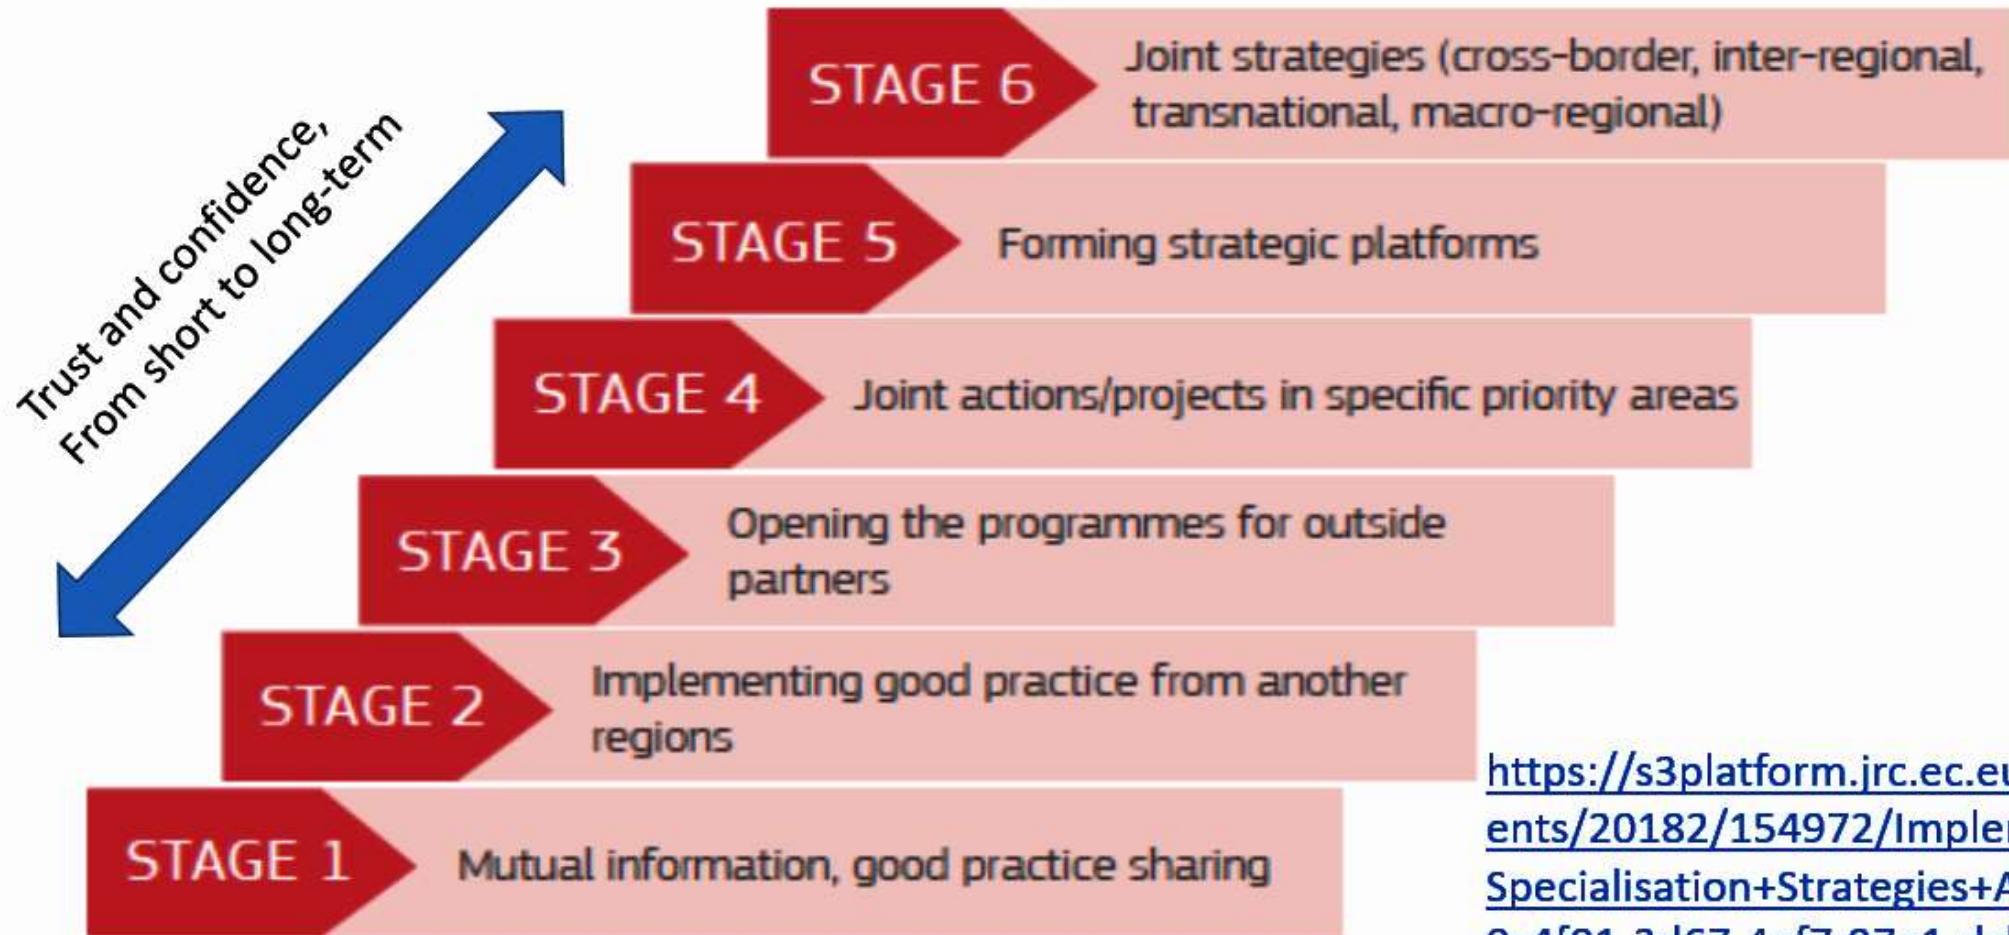 Trust and confidence,
From short to long-term
STAGE 6
Joint strategies (cross-border, inter-regional,
transnational, macro-regional)
STAGE 5
Forming strategic platforms
STAGE 4
Joint actions/projects in specific priority areas
STAGE 3
Opening the programmes for outside
partners
STAGE 2
Implementing good practice from another
regions
STAGE 1
Mutual information, good practice sharing
https://s3platform.jrc.ec.eu
ents/20182/154972/Imple
Specialisation+Strategies+A